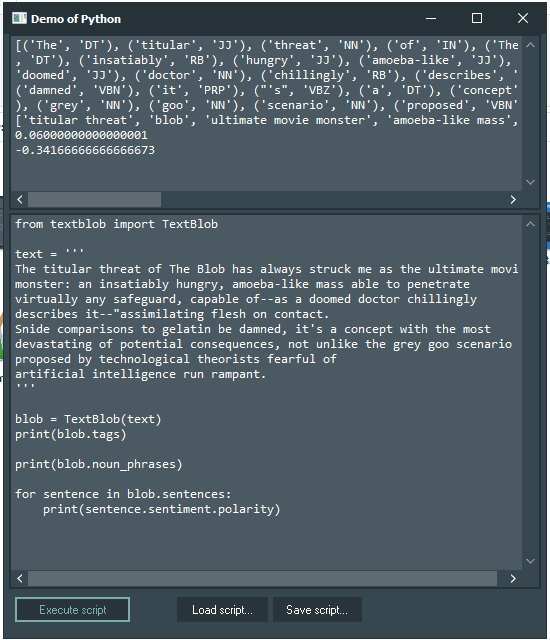 Demo of Python
[('The', 'DT'), ('titular', 'JJ'), ('threat', 'NN'), ('of', 'IN'), ('The
, 'DT'), ('insatiably', 'RB'), ('hungry', 'JJ'), ('amoeba-like', 'JJ'),
'doomed', 'JJ'), ('doctor', 'NN'), ('chillingly', 'RB'), ('describes', '
('damned', 'VBN'), ('it', 'PRP'), ("'s", 'VBZ'), ('a', 'DT'), ('concept'
), ('grey', 'NN'), ('goo', 'NN'), ('scenario', 'NN'), ('proposed', 'VBN'
['titular threat', 'blob', 'ultimate movie monster', 'amoeba-like mass',
0.06000000000000001
-0.34166666666666673
from textblob import TextBlob
text = '''
The titular threat of The Blob has always struck me as the ultimate movi
monster: an insatiably hungry, amoeba-like mass able to penetrate
virtually any safeguard, capable of--as a doomed doctor chillingly
describes it--"assimilating flesh on contact.
Snide comparisons to gelatin be damned, it's a concept with the most
devastating of potential consequences, not unlike the grey goo scenario
proposed by technological theorists fearful of
artificial intelligence run rampant.
'''
blob = TextBlob(text)
print(blob.tags)
print(blob.noun_phrases)
for sentence in blob.sentences:
    print(sentence.sentiment.polarity)
Execute script
Load script...
Save script...